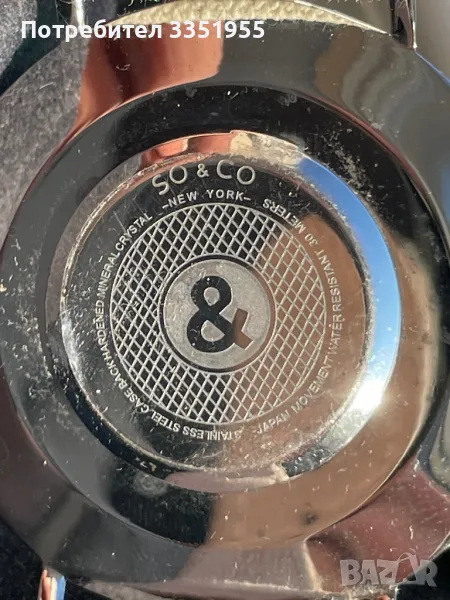 Потребител 3351955
SO & CO
-NEW YORK-
STAINLESS STEEL CASE BACK HARDENED MINERAL CRYSTAL
30 METERS WATER RESISTANT JAPAN MOVEMENT
&
BAZAR